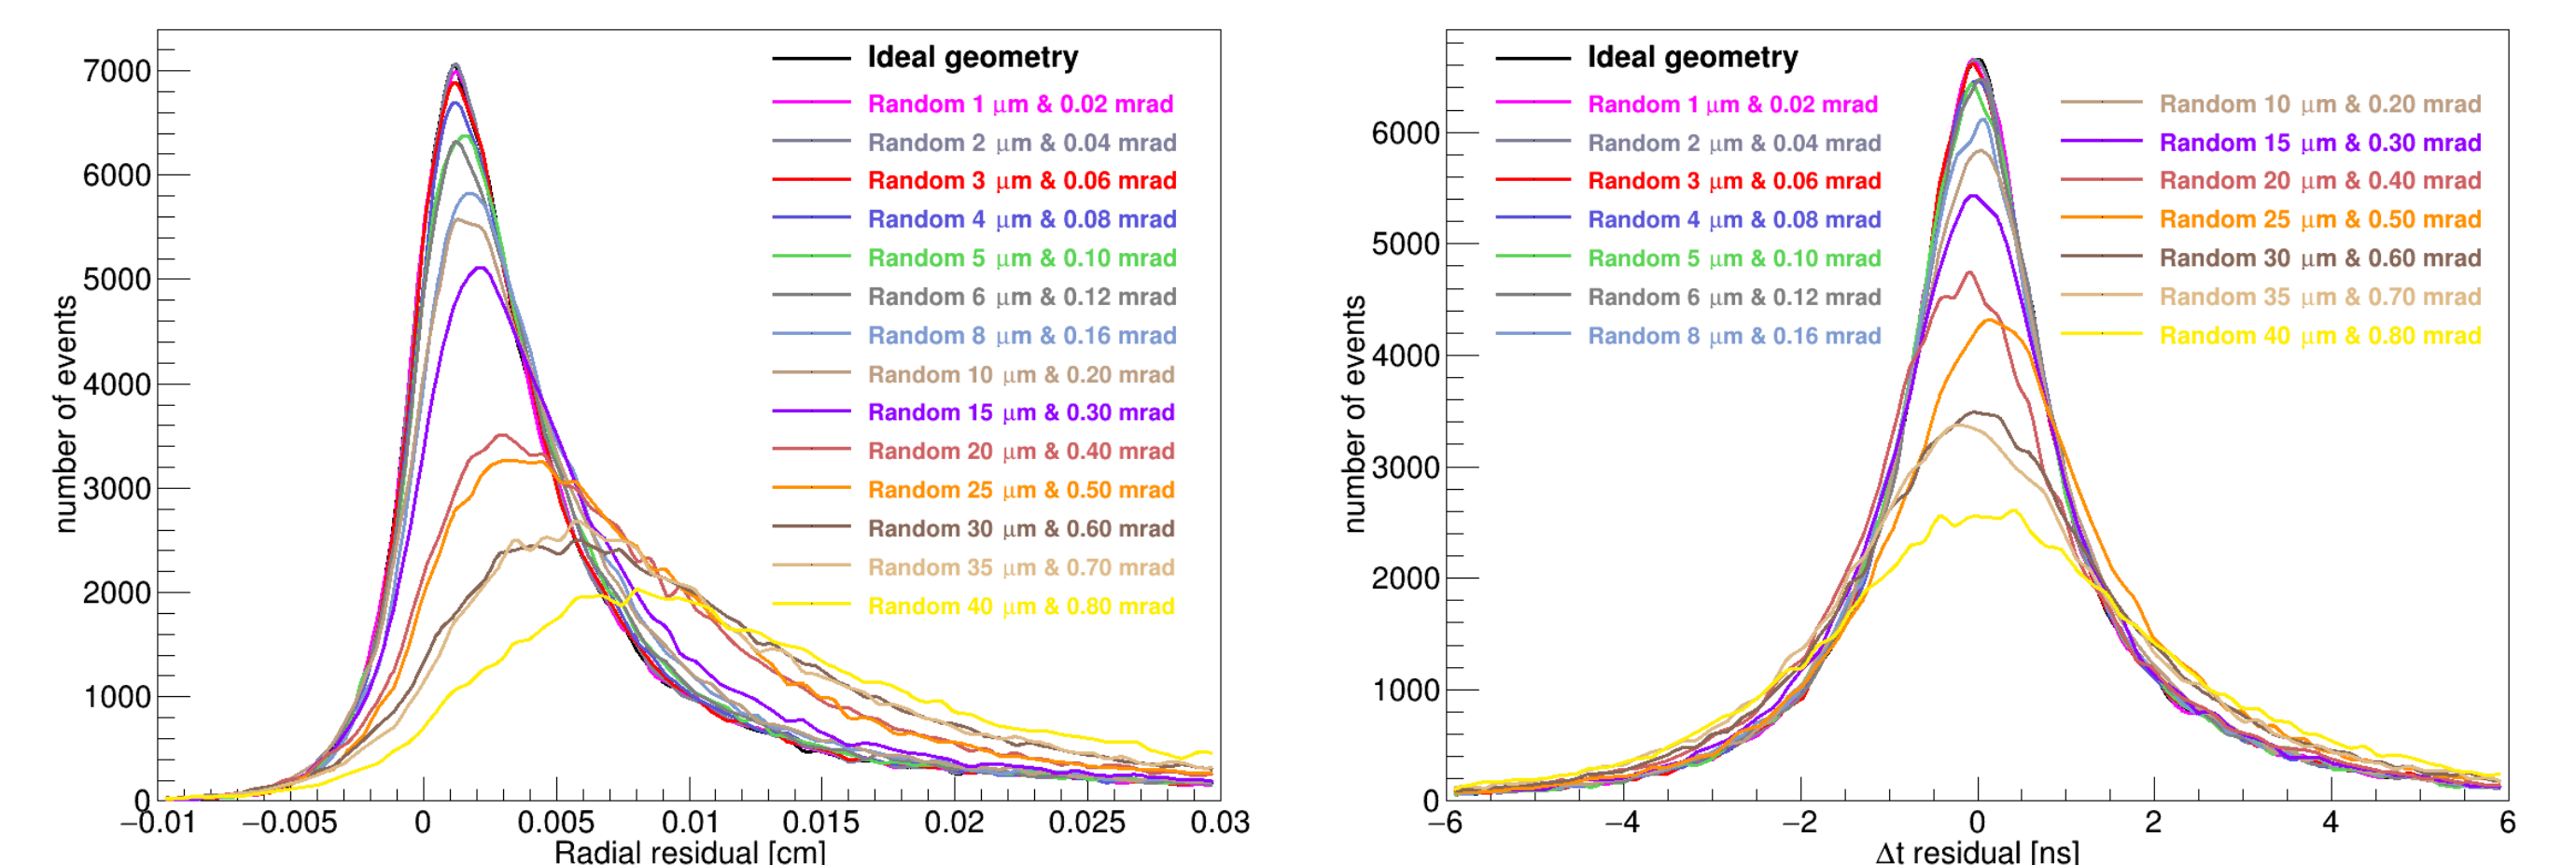 number of events
7000
6000
5000
4000
3000
2000
1000
0
Ideal geometry
Random 1 μm & 0.02 mrad
Random 2 μm & 0.04 mrad
Random 3 μm & 0.06 mrad
Random 4 μm & 0.08 mrad
Random 5 μm & 0.10 mrad
Random 6 μm & 0.12 mrad
Random 8 μm & 0.16 mrad
Random 10 μm & 0.20 mrad
Random 15 μm & 0.30 mrad
Random 20 μm & 0.40 mrad
Random 25 μm & 0.50 mrad
Random 30 μm & 0.60 mrad
Random 35 μm & 0.70 mrad
Random 40 μm & 0.80 mrad
−0.01 −0.005 0 0.005 0.01 0.015 0.02 0.025 0.03
Radial residual [cm]
number of events
6000
5000
4000
3000
2000
1000
0
Ideal geometry
Random 1 μm & 0.02 mrad
Random 2 μm & 0.04 mrad
Random 3 μm & 0.06 mrad
Random 4 μm & 0.08 mrad
Random 5 μm & 0.10 mrad
Random 6 μm & 0.12 mrad
Random 8 μm & 0.16 mrad
Random 10 μm & 0.20 mrad
Random 15 μm & 0.30 mrad
Random 20 μm & 0.40 mrad
Random 25 μm & 0.50 mrad
Random 30 μm & 0.60 mrad
Random 35 μm & 0.70 mrad
Random 40 μm & 0.80 mrad
−6 −4 −2 0 2 4 6
Δt residual [ns]